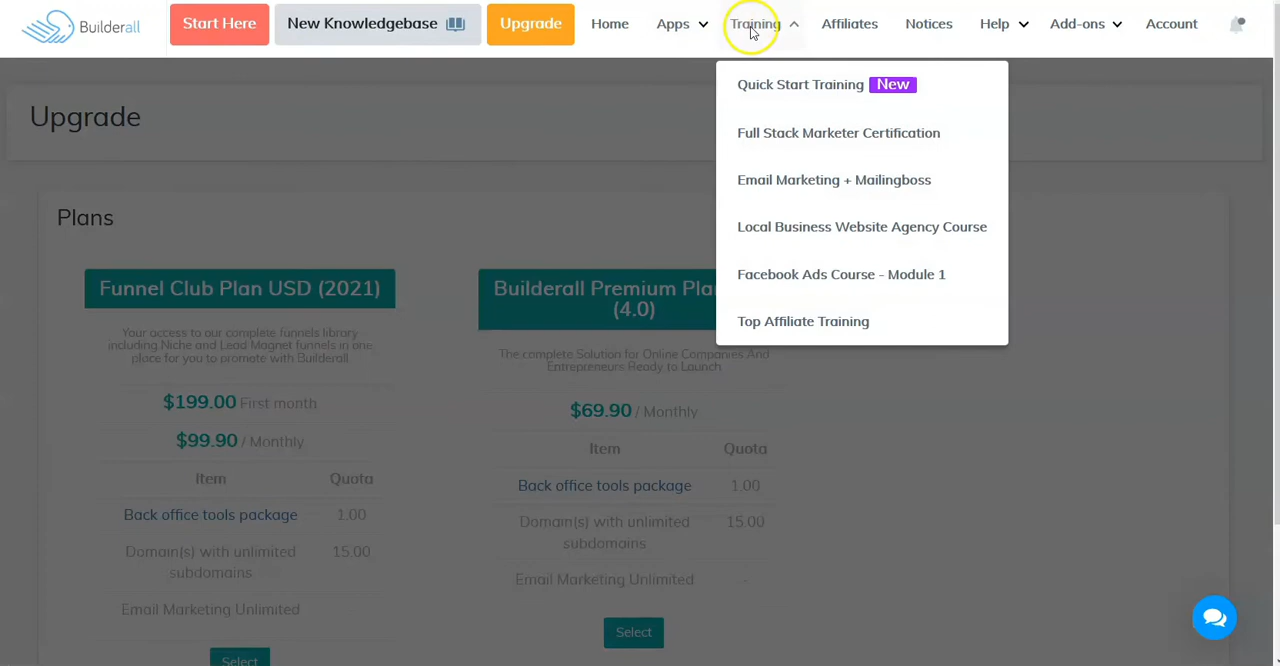 Builderall
Start Here
New Knowledgebase
Upgrade
Home
Apps
Training
Affiliates
Notices
Help
Add-ons
Account
Quick Start Training New
Full Stack Marketer Certification
Email Marketing + Mailingboss
Local Business Website Agency Course
Facebook Ads Course - Module 1
Top Affiliate Training
Upgrade
Plans
Funnel Club Plan USD (2021)
Your access to our complete funnels library
including Niche and Lead Magnet funnels in one
place for you to promote with Builderall
$199.00 First month
$99.90 / Monthly
Item Quota
Back office tools package 1.00
Domain(s) with unlimited 15.00
subdomains
Email Marketing Unlimited
Select
Builderall Premium Pla
(4.0)
The complete Solution for Online Companies And
Entrepreneurs Ready to Launch
$69.90 / Monthly
Item Quota
Back office tools package 1.00
Domain(s) with unlimited 15.00
subdomains
Email Marketing Unlimited -
Select